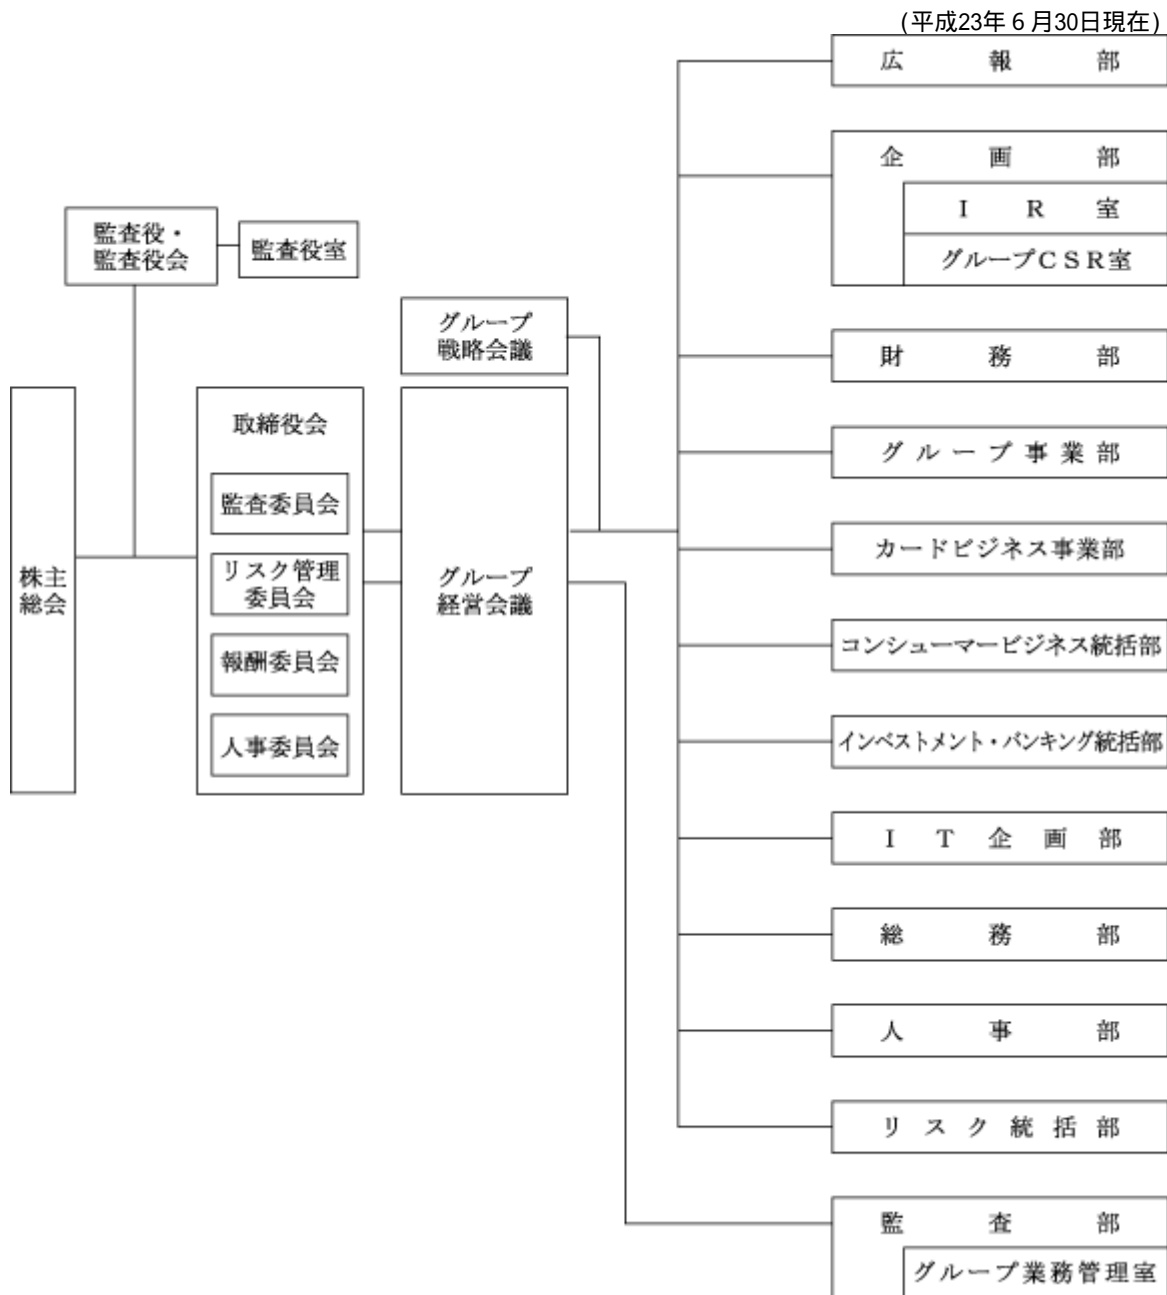 (平成23年６月30日現在)
広報部
企画部
ＩＲ室
グループＣＳＲ室
監査役・
監査役会
監査役室
グループ
戦略会議
財務部
取締役会
グループ事業部
監査委員会
カードビジネス事業部
株主
総会
リスク管理
委員会
グループ
経営会議
コンシューマービジネス統括部
報酬委員会
人事委員会
インベストメント・バンキング統括部
ＩＴ企画部
総務部
人事部
リスク統括部
監査部
グループ業務管理室